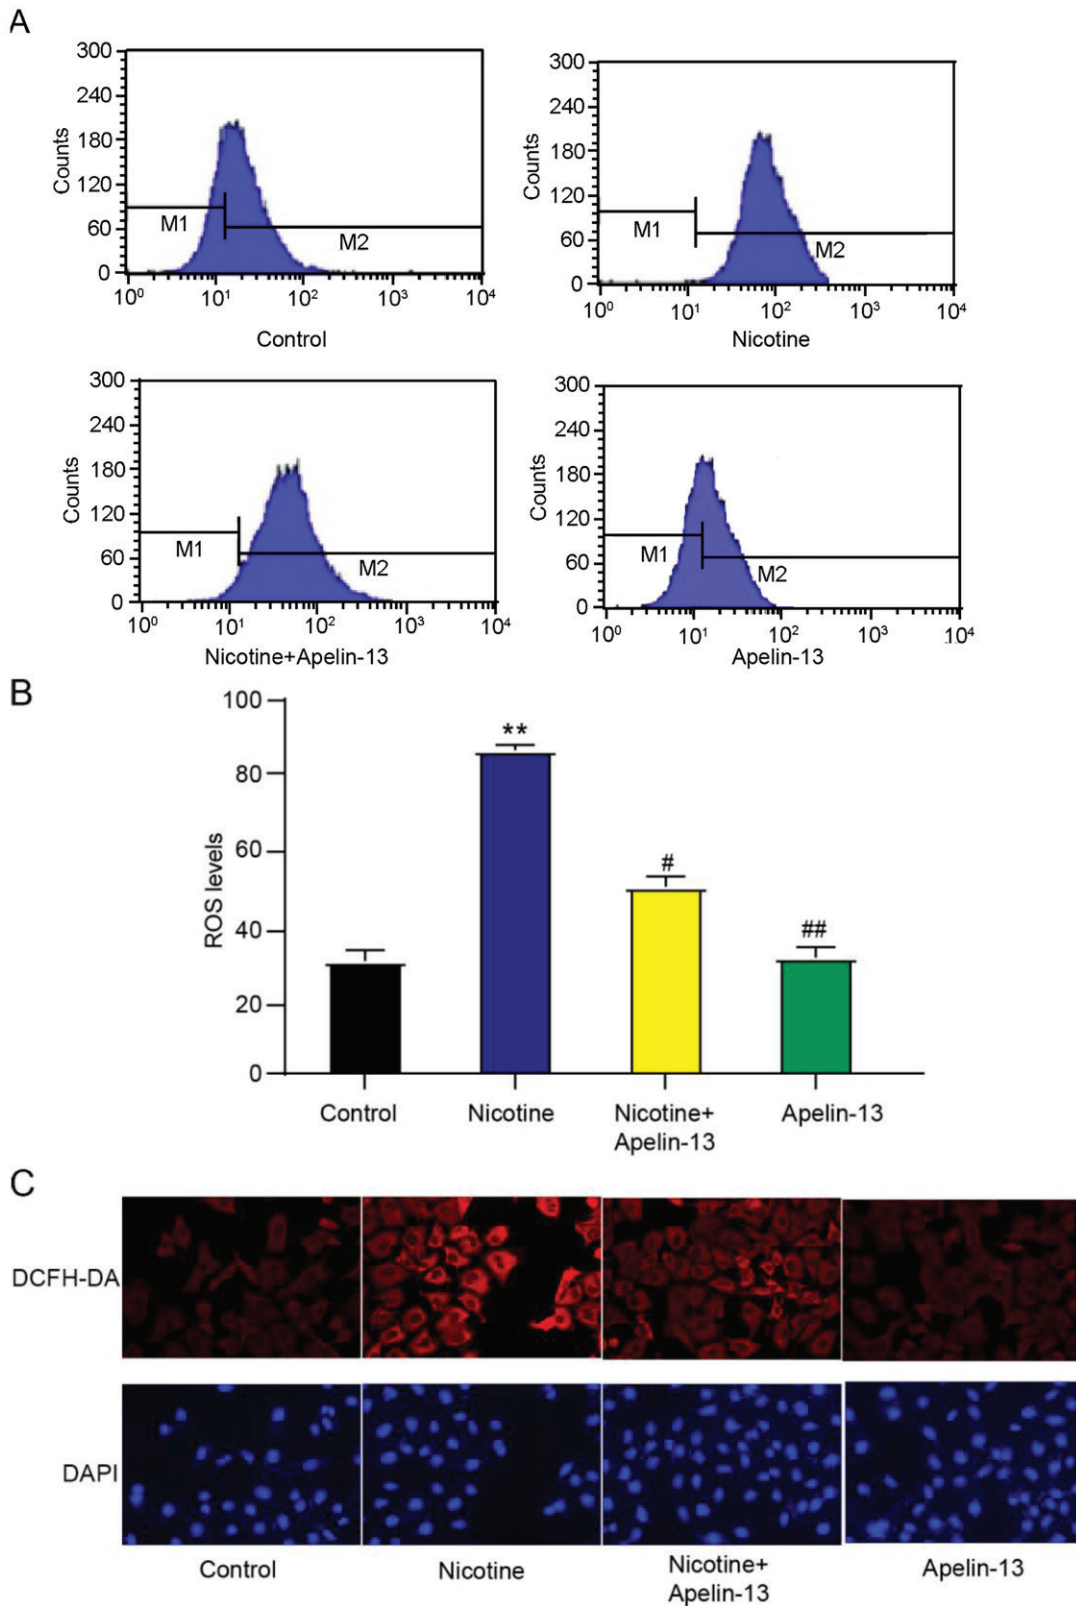 A
300
240
180
120
60
0
Counts
M1
M2
10⁰ 10¹ 10² 10³ 10⁴
Control
300
240
180
120
60
0
Counts
M1
M2
10⁰ 10¹ 10² 10³ 10⁴
Nicotine
300
240
180
120
60
0
Counts
M1
M2
10⁰ 10¹ 10² 10³ 10⁴
Nicotine+Apelin-13
300
240
180
120
60
0
Counts
M1
M2
10⁰ 10¹ 10² 10³ 10⁴
Apelin-13
B
100
80
60
40
20
0
ROS levels
**
#
##
Control
Nicotine
Nicotine+
Apelin-13
Apelin-13
C
DCFH-DA
DAPI
Control
Nicotine
Nicotine+
Apelin-13
Apelin-13